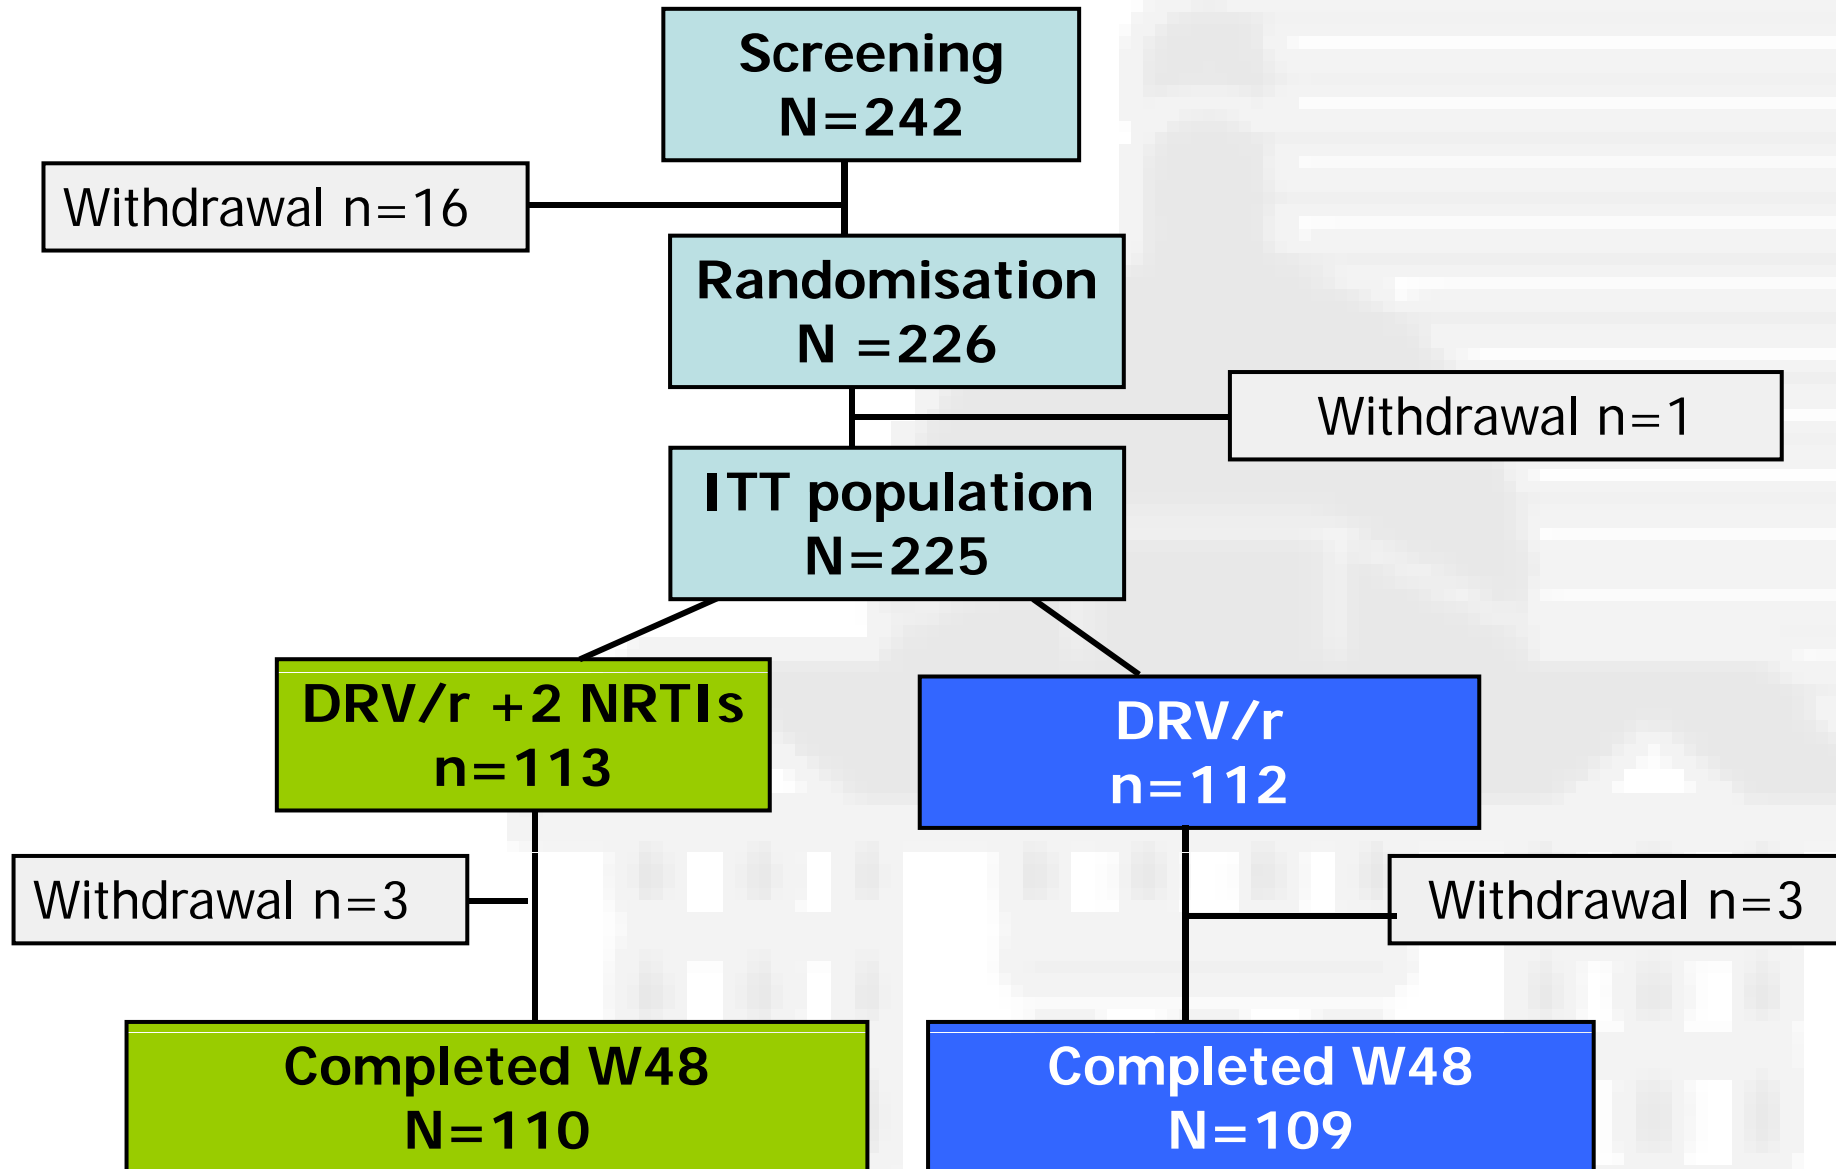 Screening
N=242
Withdrawal n=16
Randomisation
N =226
Withdrawal n=1
ITT population
N=225
DRV/r +2 NRTIs
n=113
DRV/r
n=112
Withdrawal n=3
Withdrawal n=3
Completed W48
N=110
Completed W48
N=109